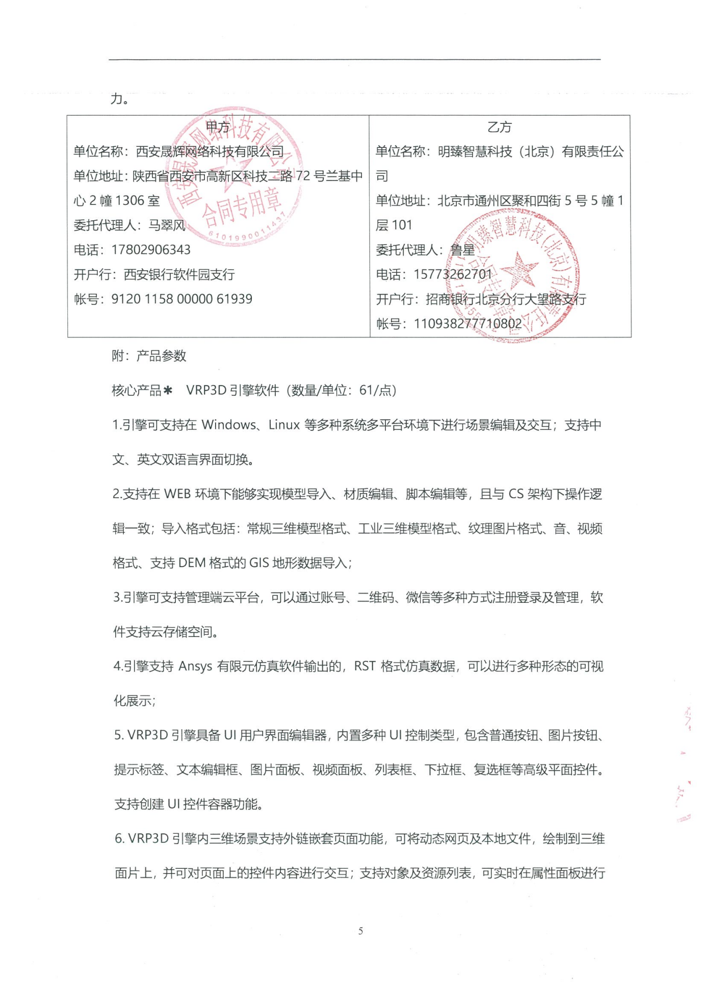 力。
甲方
单位名称：西安晟辉网络科技有限公司
单位地址：陕西省西安市高新区科技二路 72 号兰基中
心 2 幢 1306 室
委托代理人：马翠风
电话：17802906343
开户行：西安银行软件园支行
帐号：9120 1158 00000 61939
西安晟辉网络科技有限公司
合同专用章
6101990011437
乙方
单位名称：明臻智慧科技（北京）有限责任公
司
单位地址：北京市通州区聚和四街 5 号 5 幢 1
层 101
委托代理人：鲁星
电话：15773262701
开户行：招商银行北京分行大望路支行
帐号：110938277710802
明臻智慧科技(北京)有限责任公司
合同专用章
附：产品参数
核心产品✱ VRP3D 引擎软件（数量/单位：61/点）
1.引擎可支持在 Windows、Linux 等多种系统多平台环境下进行场景编辑及交互；支持中
文、英文双语言界面切换。
2.支持在 WEB 环境下能够实现模型导入、材质编辑、脚本编辑等，且与 CS 架构下操作逻
辑一致；导入格式包括：常规三维模型格式、工业三维模型格式、纹理图片格式、音、视频
格式、支持 DEM 格式的 GIS 地形数据导入；
3.引擎可支持管理端云平台，可以通过账号、二维码、微信等多种方式注册登录及管理，软
件支持云存储空间。
4.引擎支持 Ansys 有限元仿真软件输出的，RST 格式仿真数据，可以进行多种形态的可视
化展示；
5. VRP3D 引擎具备 UI 用户界面编辑器，内置多种 UI 控制类型，包含普通按钮、图片按钮、
提示标签、文本编辑框、图片面板、视频面板、列表框、下拉框、复选框等高级平面控件。
支持创建 UI 控件容器功能。
6. VRP3D 引擎内三维场景支持外链嵌套页面功能，可将动态网页及本地文件，绘制到三维
面片上，并可对页面上的控件内容进行交互；支持对象及资源列表，可实时在属性面板进行
5